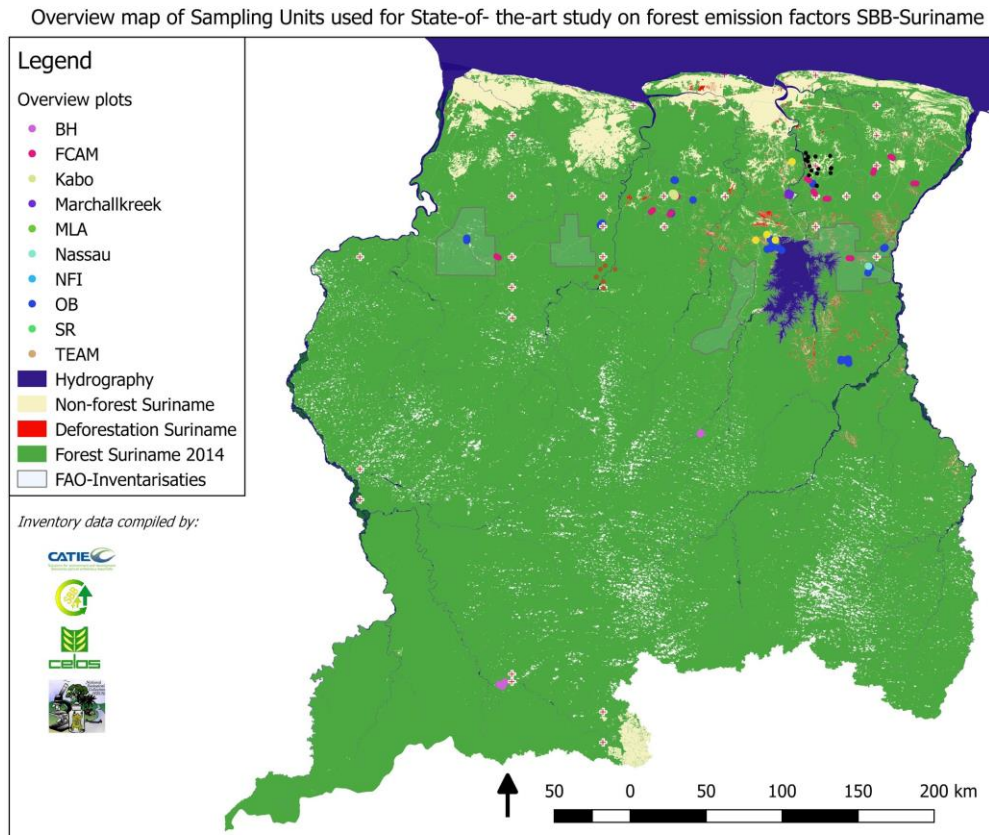 Overview map of Sampling Units used for State-of- the-art study on forest emission factors SBB-Suriname
Legend
Overview plots
BH
FCAM
Kabo
Marchallkreek
MLA
Nassau
NFI
OB
SR
TEAM
Hydrography
Non-forest Suriname
Deforestation Suriname
Forest Suriname 2014
FAO-Inventarisaties
Inventory data compiled by:
CATIE
celos
50 0 50 100 150 200 km